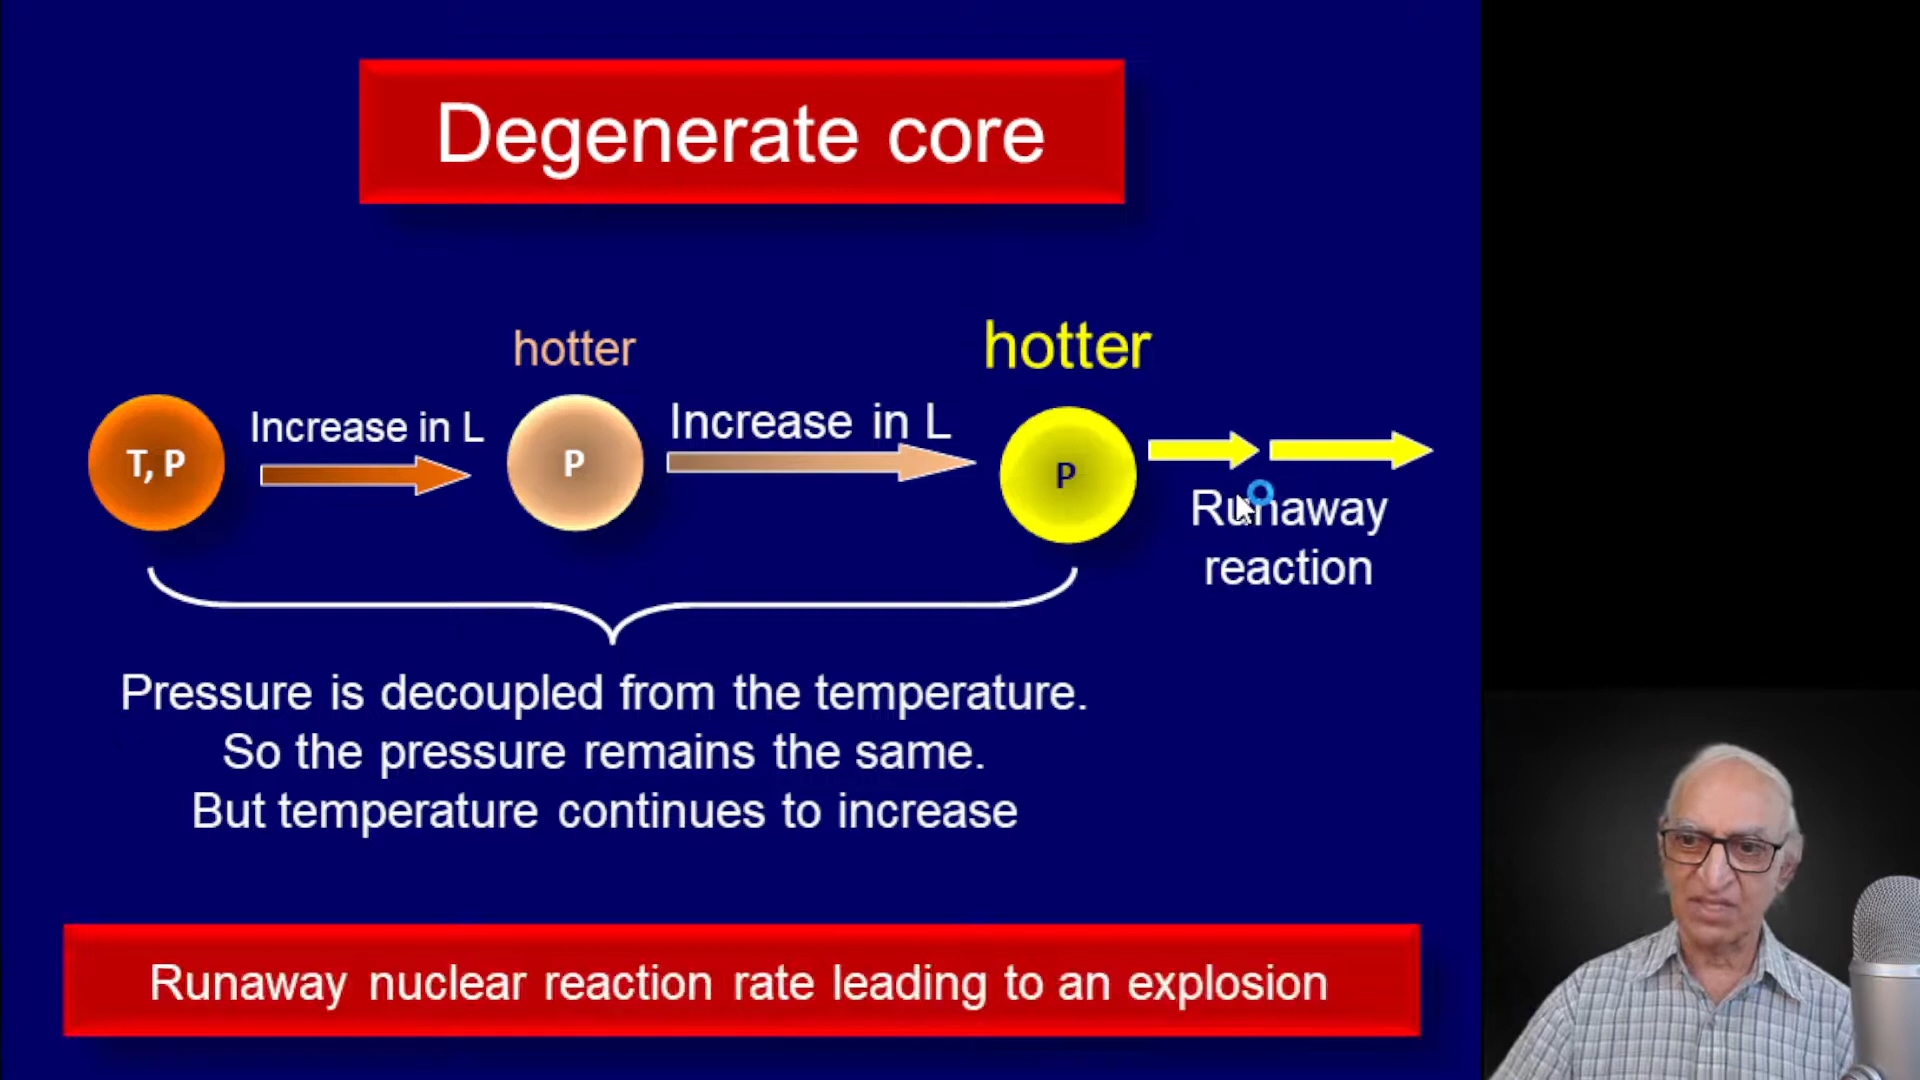 Degenerate core
hotter
hotter
T, P
Increase in L
P
Increase in L
P
Runaway
reaction
Pressure is decoupled from the temperature.
So the pressure remains the same.
But temperature continues to increase
Runaway nuclear reaction rate leading to an explosion